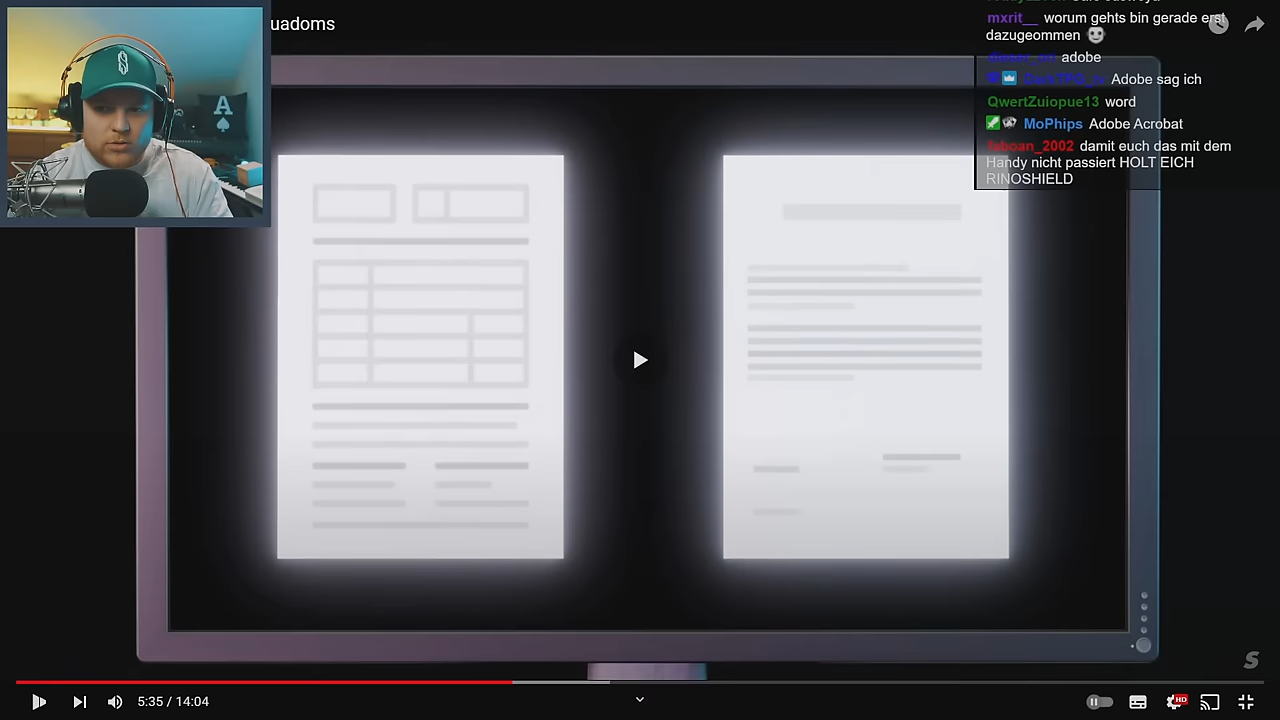 uadoms
mxrit__ worum gehts bin gerade erst
dazugeommen
adobe
Adobe sag ich
QwertZuiopue13 word
MoPhips Adobe Acrobat
damit euch das mit dem
Handy nicht passiert HOLT EICH
RINOSHIELD
A
5:35 / 14:04
HD